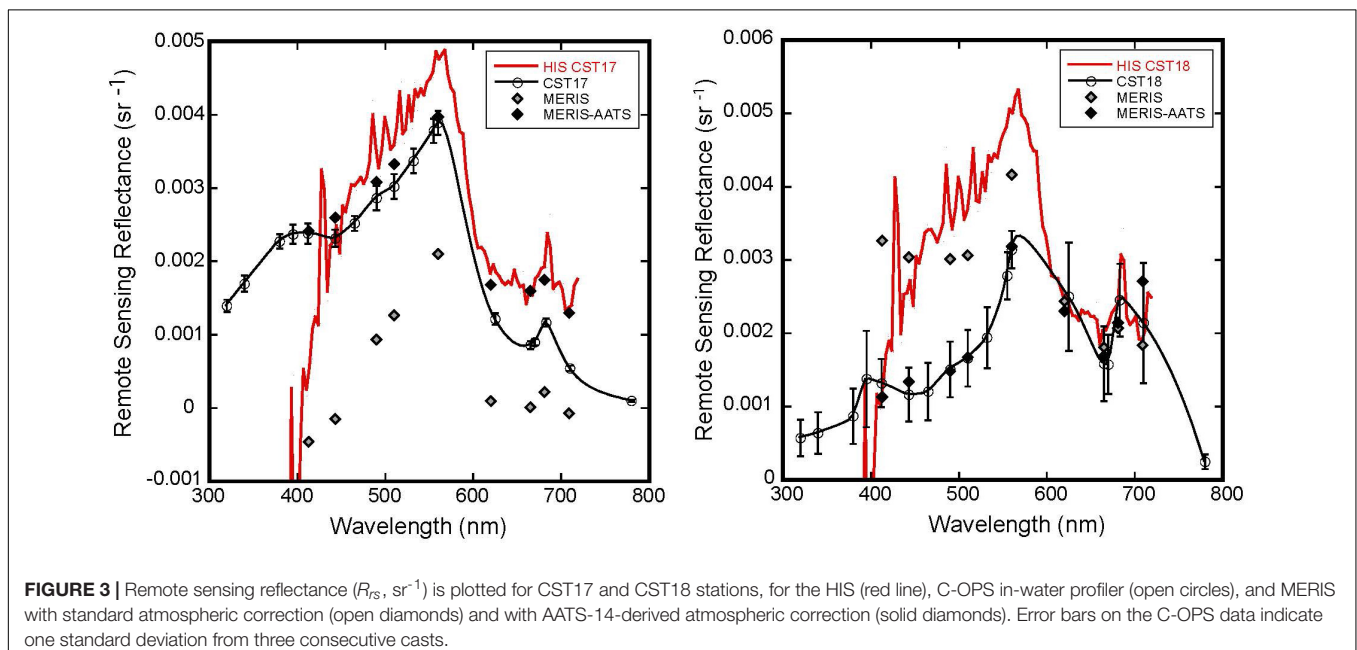 0.005
0.004
0.003
0.002
0.001
0
-0.001
Remote Sensing Reflectance (sr⁻¹)
300 400 500 600 700 800
Wavelength (nm)
HIS CST17
CST17
MERIS
MERIS-AATS
0.006
0.005
0.004
0.003
0.002
0.001
0
Remote Sensing Reflectance (sr⁻¹)
300 400 500 600 700 800
Wavelength (nm)
HIS CST18
CST18
MERIS
MERIS-AATS
FIGURE 3 | Remote sensing reflectance (Rrs, sr⁻¹) is plotted for CST17 and CST18 stations, for the HIS (red line), C-OPS in-water profiler (open circles), and MERIS
with standard atmospheric correction (open diamonds) and with AATS-14-derived atmospheric correction (solid diamonds). Error bars on the C-OPS data indicate
one standard deviation from three consecutive casts.